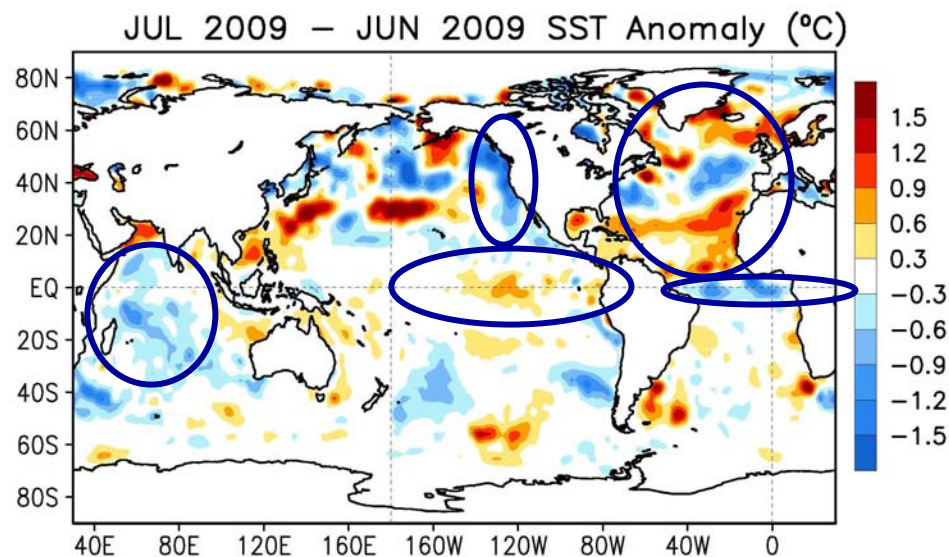 JUL 2009 – JUN 2009 SST Anomaly (ºC)
80N
60N
40N
20N
EQ
20S
40S
60S
80S
40E 80E 120E 160E 160W 120W 80W 40W 0
1.5
1.2
0.9
0.6
0.3
-0.3
-0.6
-0.9
-1.2
-1.5